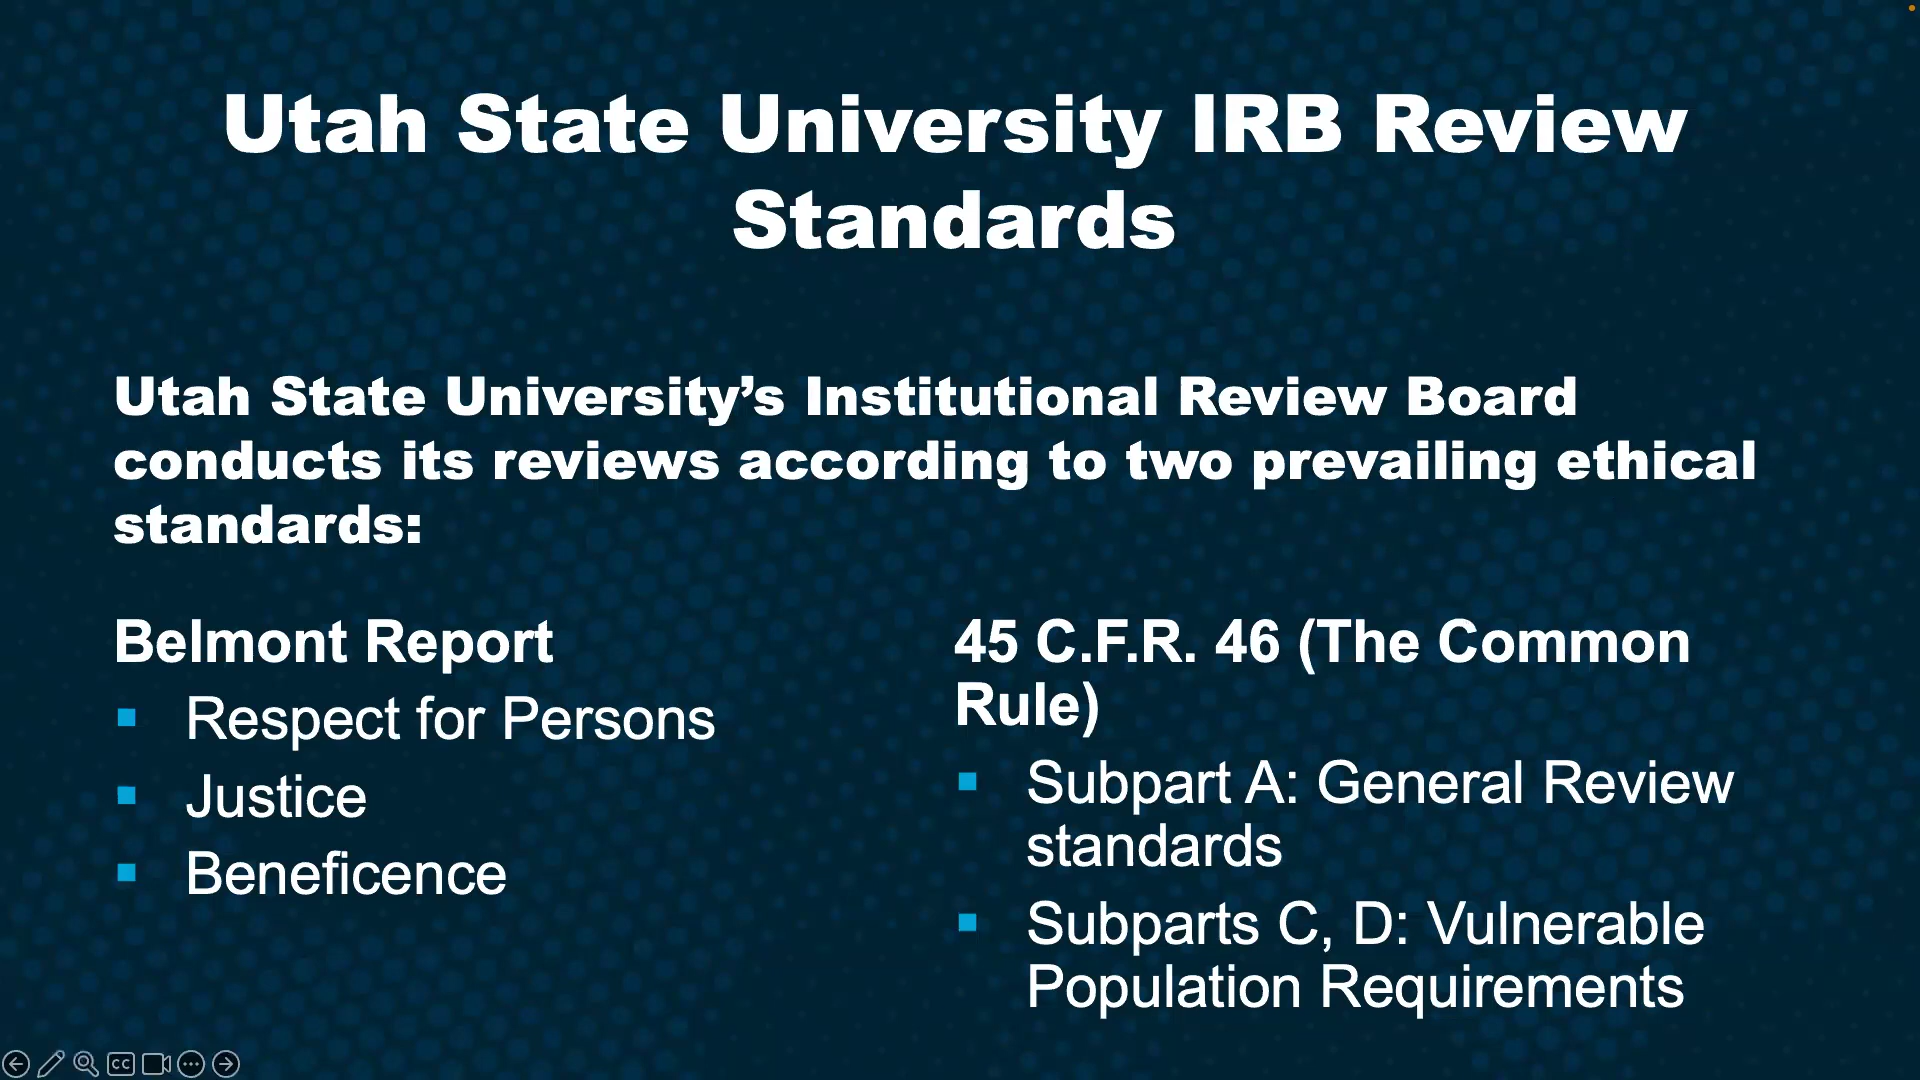 Utah State University IRB Review
Standards
Utah State University’s Institutional Review Board
conducts its reviews according to two prevailing ethical
standards:
Belmont Report
Respect for Persons
Justice
Beneficence
45 C.F.R. 46 (The Common
Rule)
Subpart A: General Review
standards
Subparts C, D: Vulnerable
Population Requirements
CC